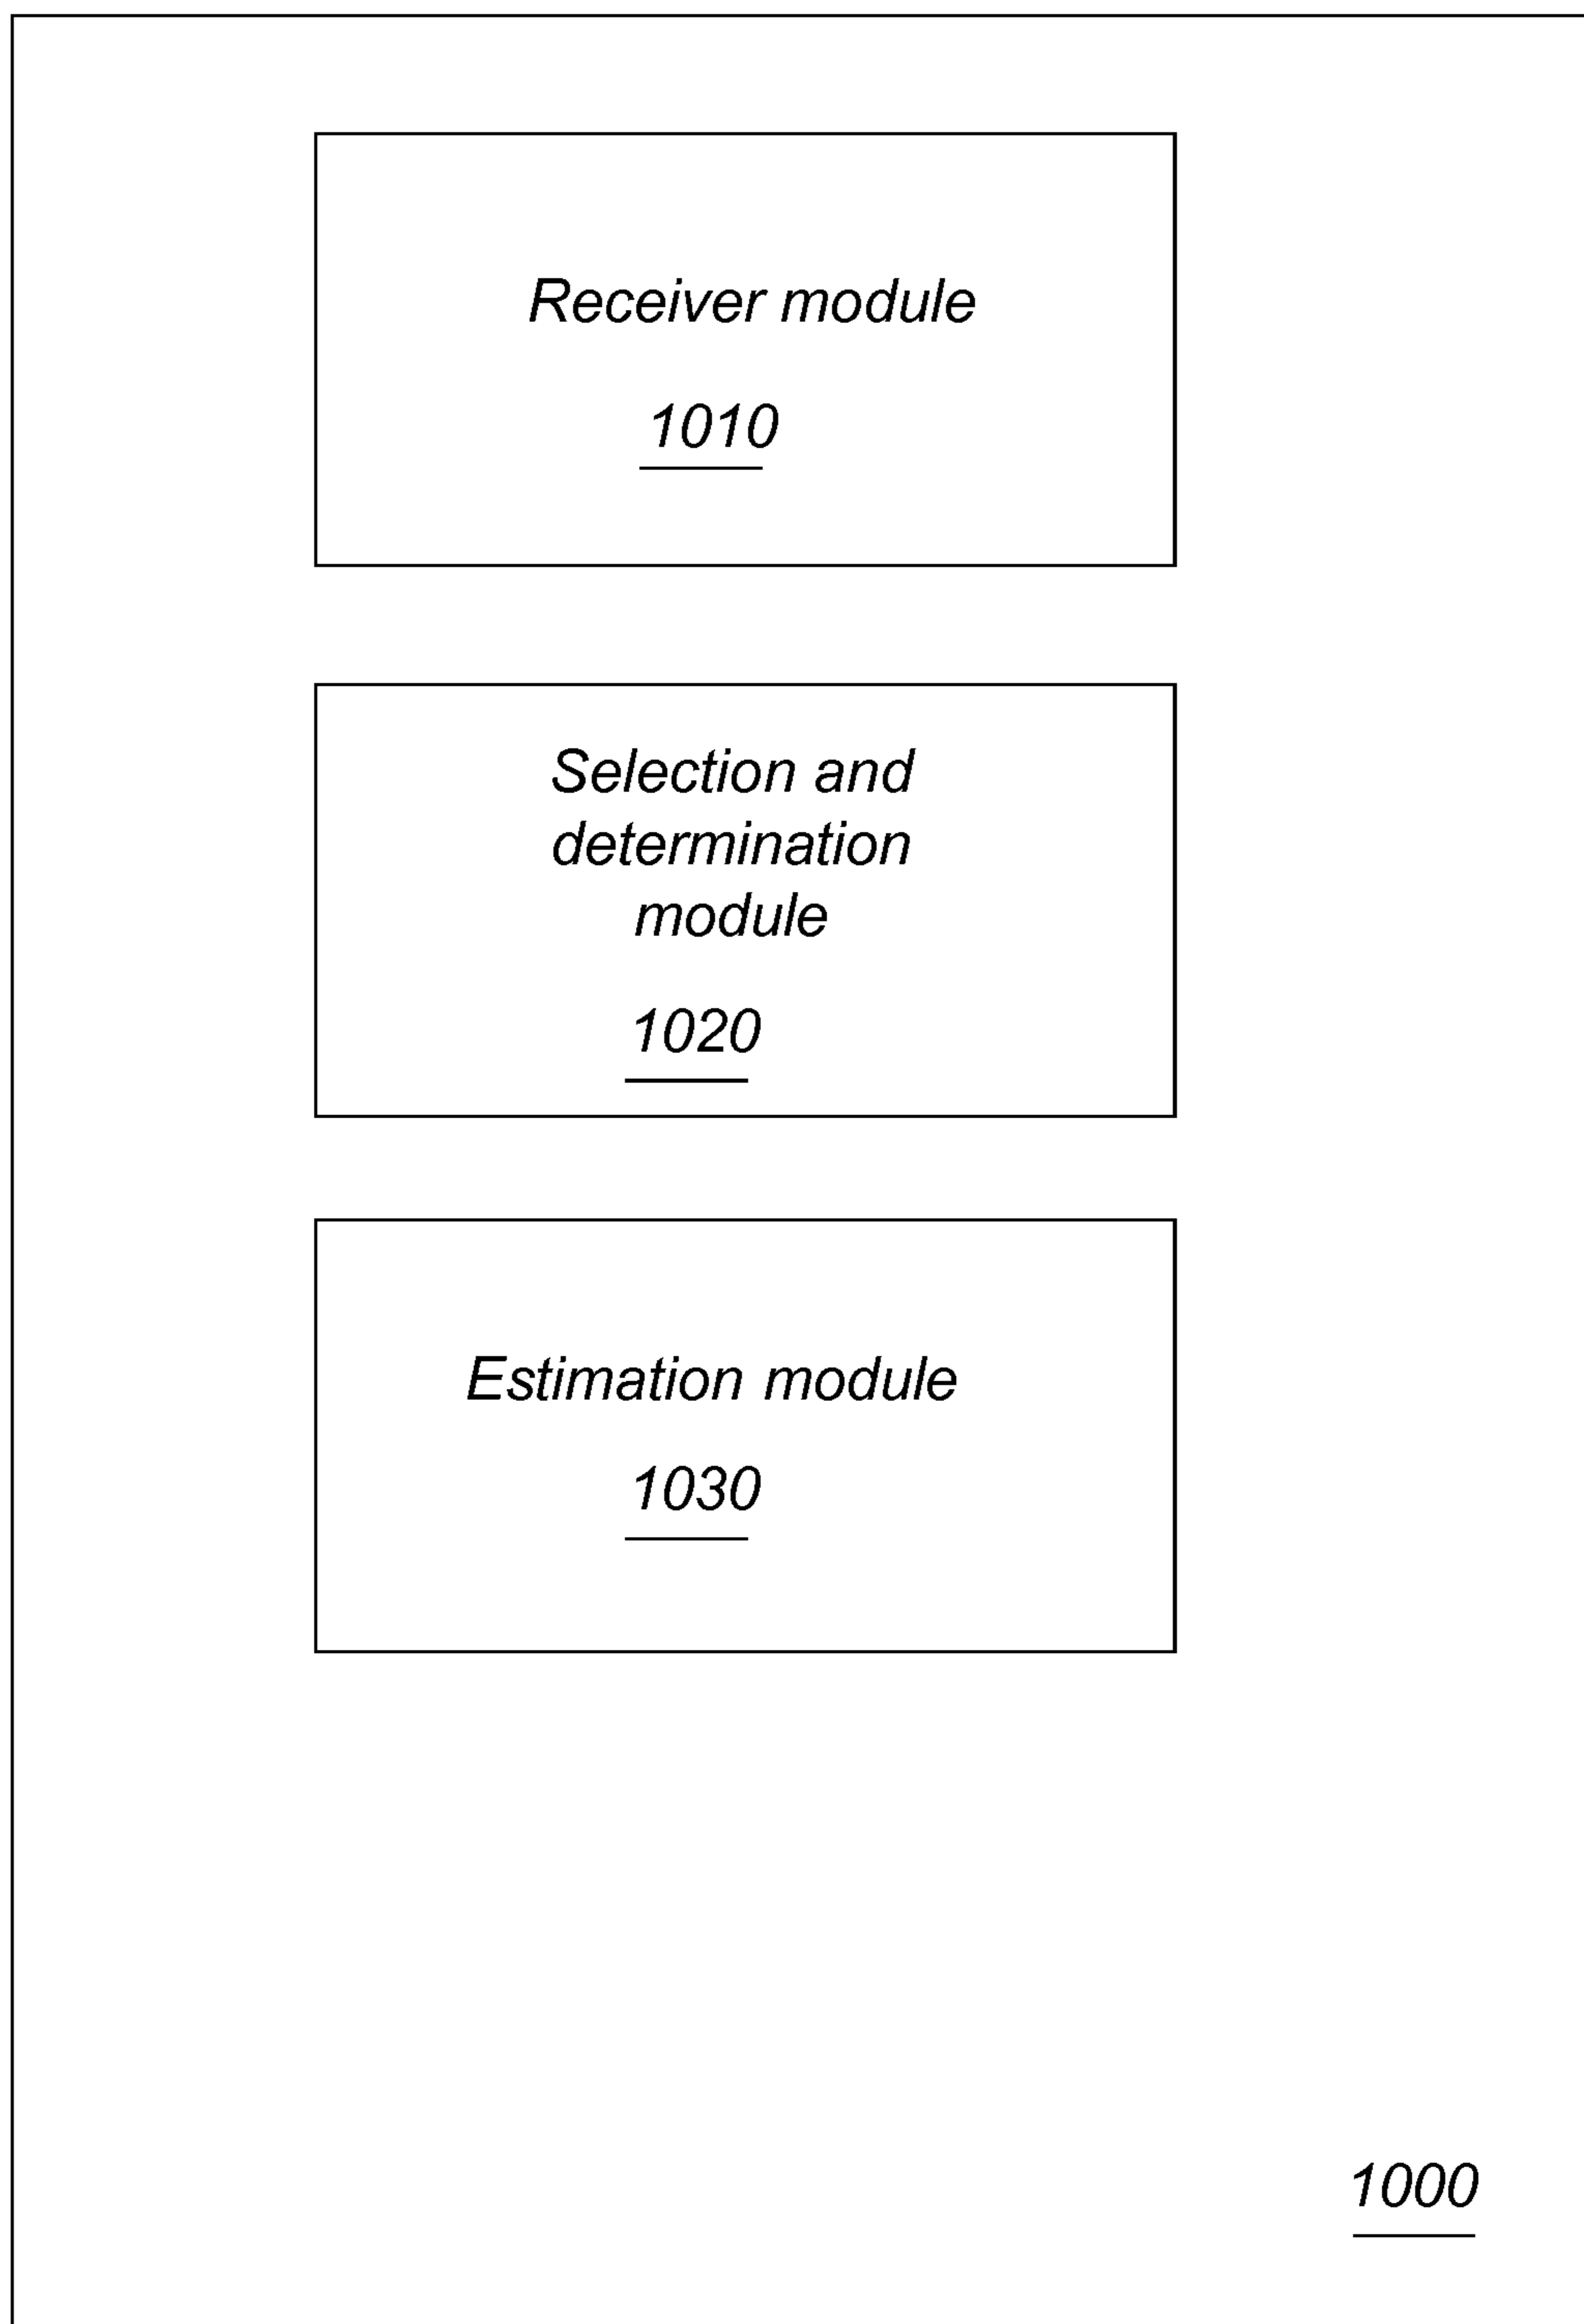 Receiver module
1010
Selection and
determination
module
1020
Estimation module
1030
1000